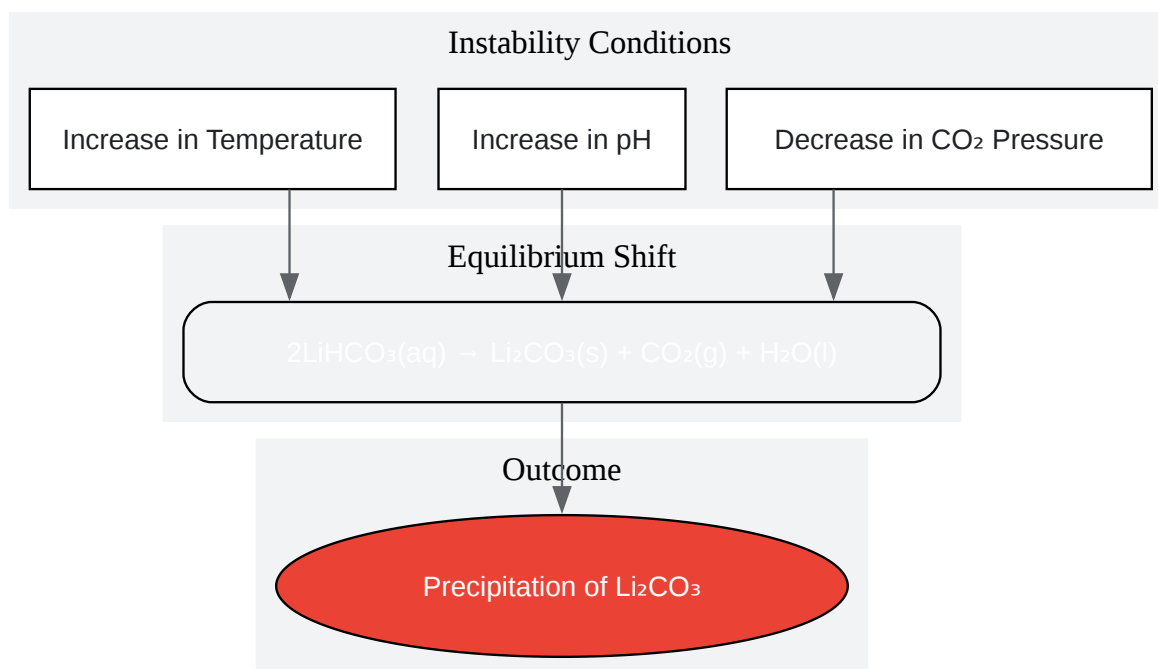 Instability Conditions
Increase in Temperature
Increase in pH
Decrease in CO₂ Pressure
Equilibrium Shift
2LiHCO₃(aq) → Li₂CO₃(s) + CO₂(g) + H₂O(l)
Outcome
Precipitation of Li₂CO₃